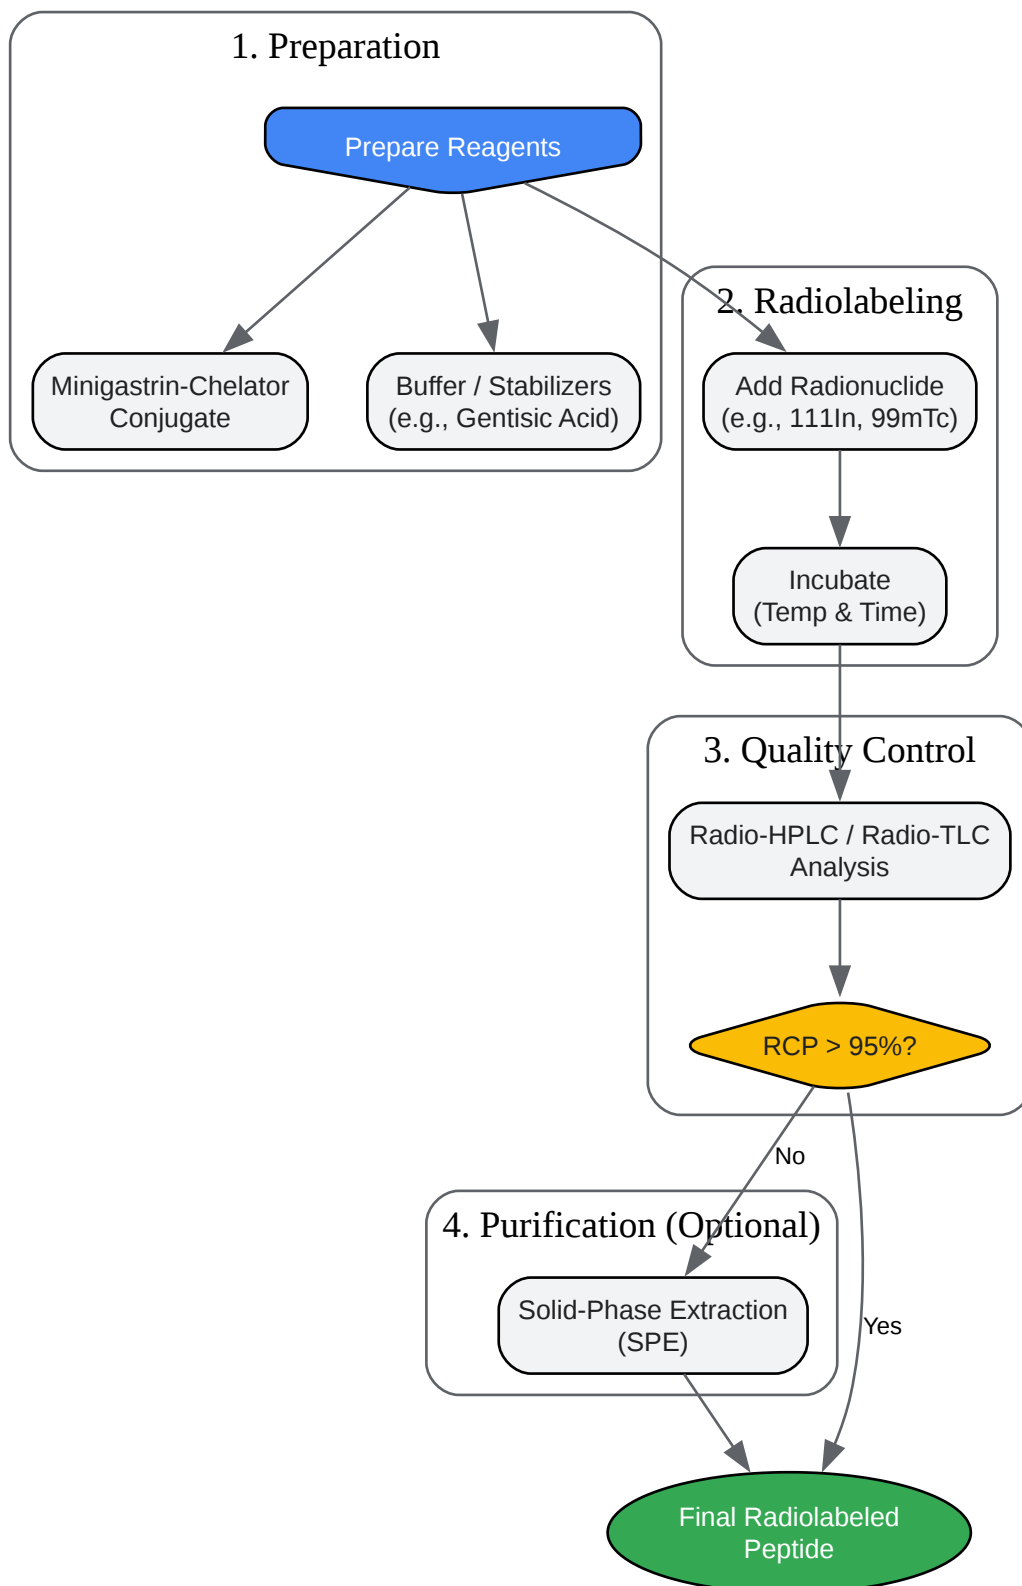 1. Preparation
Prepare Reagents
Minigastrin-Chelator
Conjugate
Buffer / Stabilizers
(e.g., Gentisic Acid)
2. Radiolabeling
Add Radionuclide
(e.g., 111In, 99mTc)
Incubate
(Temp & Time)
3. Quality Control
Radio-HPLC / Radio-TLC
Analysis
RCP > 95%?
No
4. Purification (Optional)
Solid-Phase Extraction
(SPE)
Yes
Final Radiolabeled
Peptide